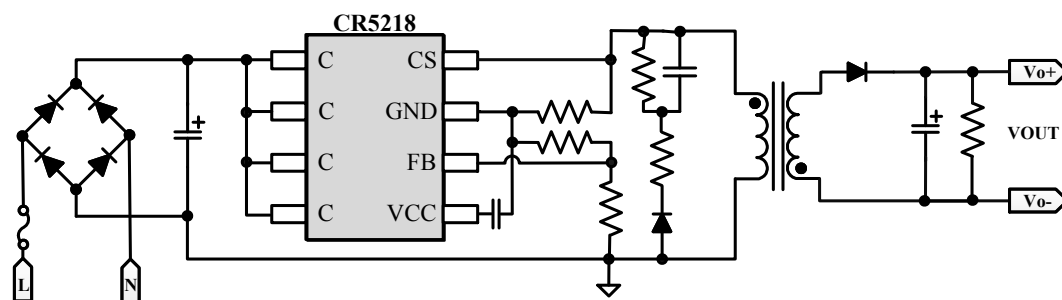 CR5218
C CS
C GND
C FB
C VCC
+
+
Vo+
VOUT
Vo-
L
N